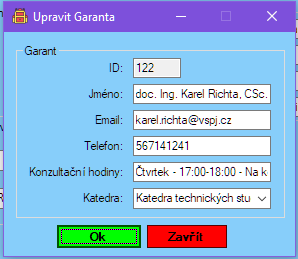 Upravit Garanta
Garant
ID: 122
Jméno: doc. Ing. Karel Richta, CSc.
Email: karel.richta@vspj.cz
Telefon: 567141241
Konzultační hodiny: Čtvrtek - 17:00-18:00 - Na k
Katedra: Katedra technických stu
Ok Zavřít